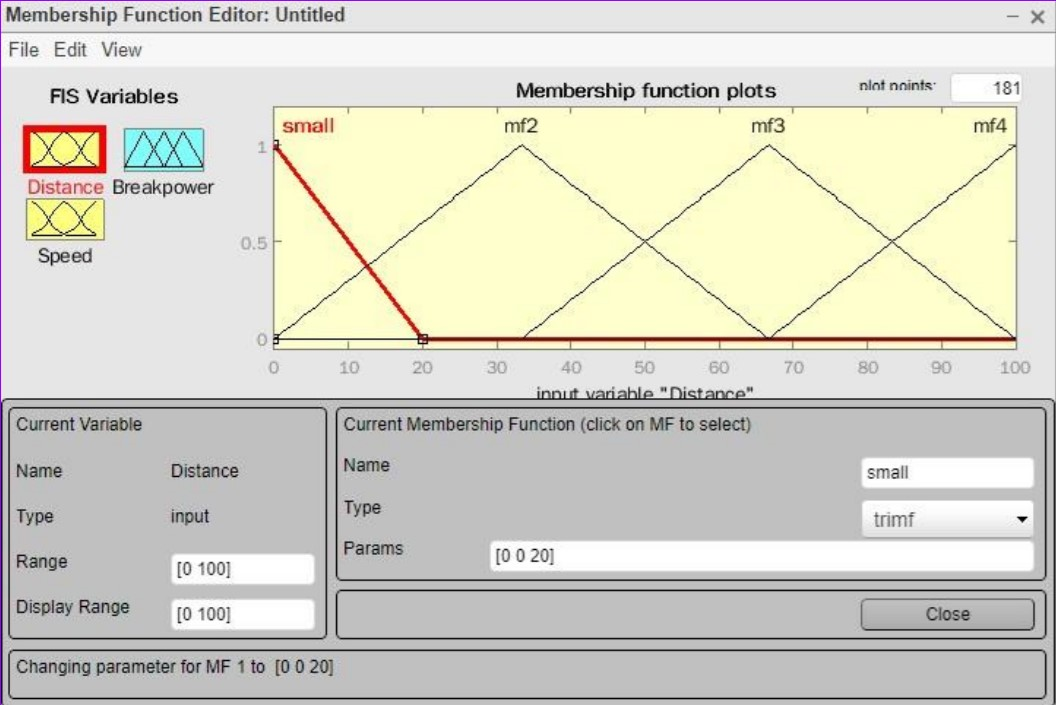 Membership Function Editor: Untitled
File Edit View
FIS Variables
Distance Breakpower
Speed
Membership function plots
plot points: 181
small mf2 mf3 mf4
1
0.5
0
0 10 20 30 40 50 60 70 80 90 100
input variable "Distance"
Current Variable
Name Distance
Type input
Range [0 100]
Display Range [0 100]
Current Membership Function (click on MF to select)
Name small
Type trimf
Params [0 0 20]
Close
Changing parameter for MF 1 to [0 0 20]